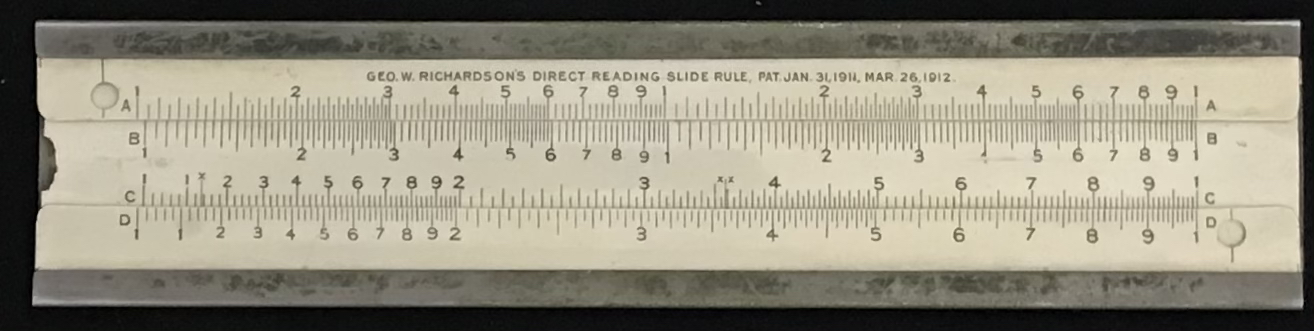 GEO. W. RICHARDSON'S DIRECT READING SLIDE RULE, PAT. JAN. 31, 1911, MAR. 26, 1912.
A 1 2 3 4 5 6 7 8 9 1 2 3 4 5 6 7 8 9 1 A
B 1 2 3 4 5 6 7 8 9 1 2 3 4 5 6 7 8 9 1 B
C 1 1 x 2 3 4 5 6 7 8 9 2 3 x x 4 5 6 7 8 9 1 C
D 1 1 2 3 4 5 6 7 8 9 2 3 4 5 6 7 8 9 1 D